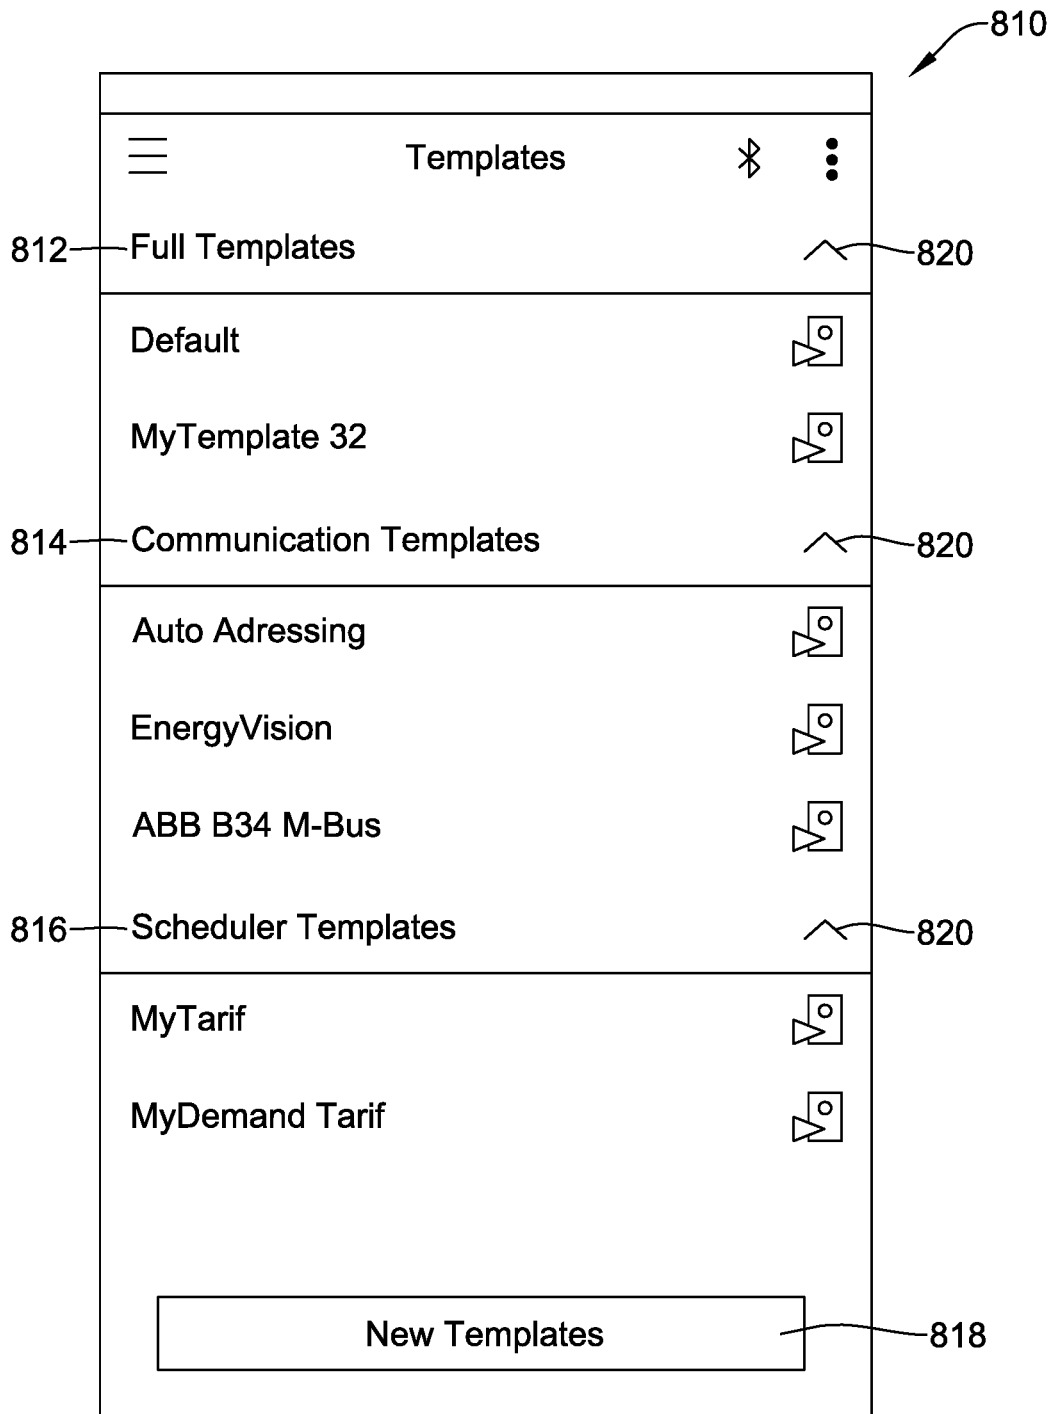 810
Templates
812 Full Templates 820
Default
MyTemplate 32
814 Communication Templates 820
Auto Adressing
EnergyVision
ABB B34 M-Bus
816 Scheduler Templates 820
MyTarif
MyDemand Tarif
New Templates 818